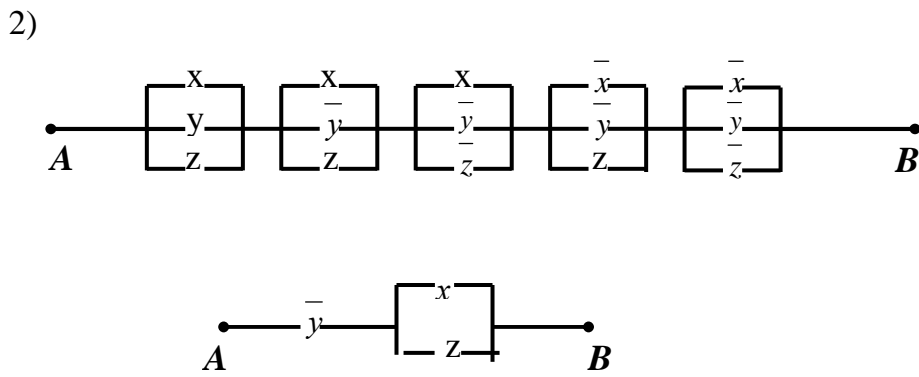 2)
x x x x̄ x̄
y ȳ ȳ ȳ ȳ
A z z z̄ z z̄ B
x
ȳ
A z B